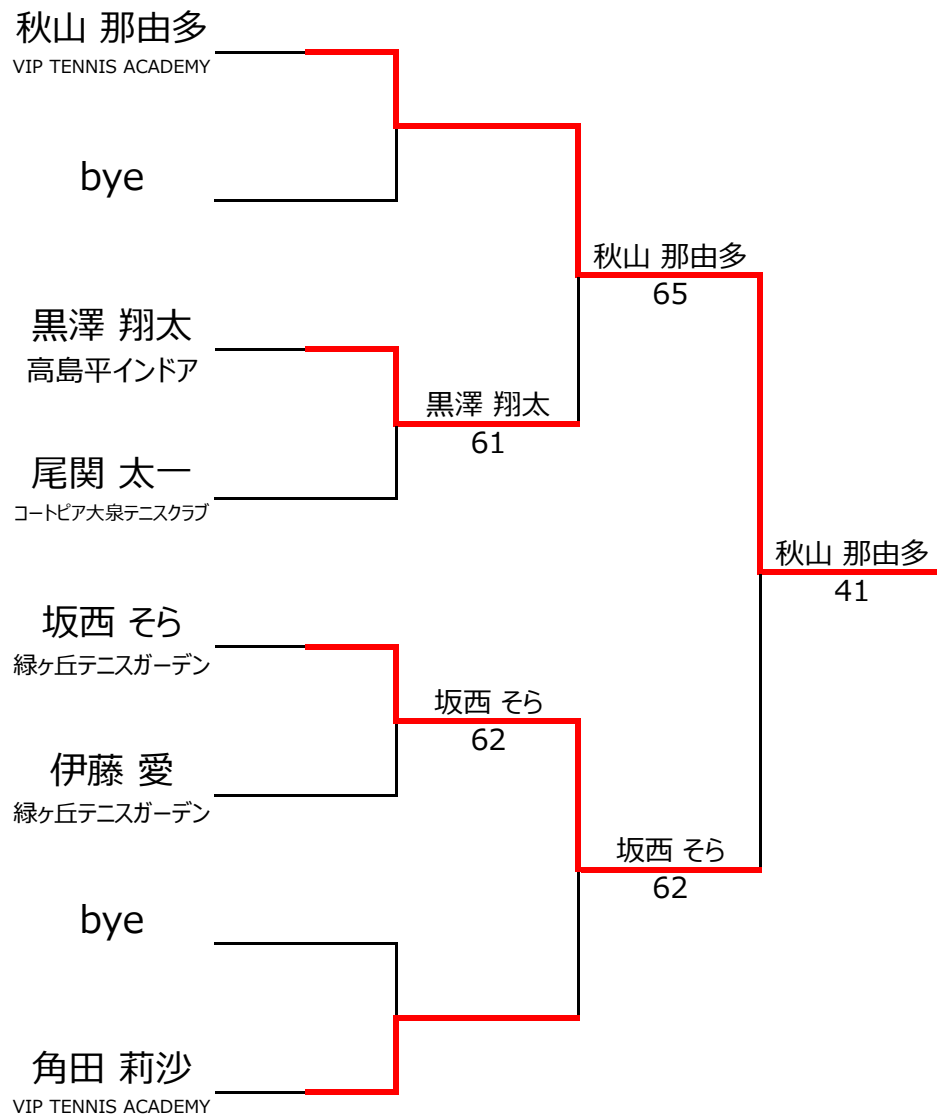 秋山 那由多
VIP TENNIS ACADEMY
bye
秋山 那由多
65
黒澤 翔太
高島平インドア
黒澤 翔太
61
尾関 太一
コートピア大泉テニスクラブ
秋山 那由多
41
坂西 そら
緑ヶ丘テニスガーデン
坂西 そら
62
伊藤 愛
緑ヶ丘テニスガーデン
坂西 そら
62
bye
角田 莉沙
VIP TENNIS ACADEMY